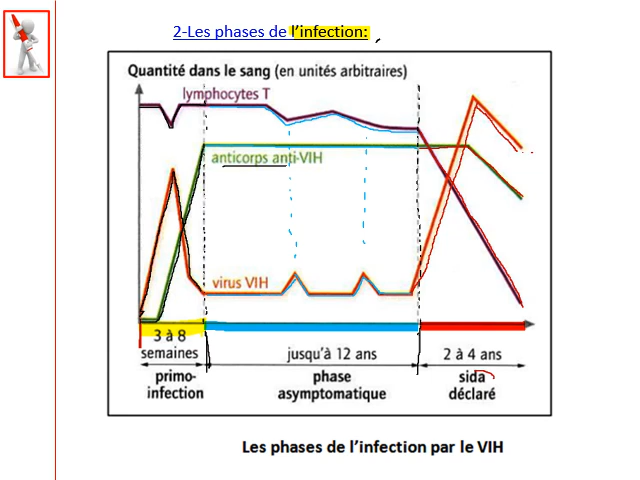 2-Les phases de l'infection:
Quantité dans le sang (en unités arbitraires)
lymphocytes T
anticorps anti-VIH
virus VIH
3 à 8
semaines
jusqu'à 12 ans
2 à 4 ans
primo-
infection
phase
asymptomatique
sida
déclaré
Les phases de l'infection par le VIH